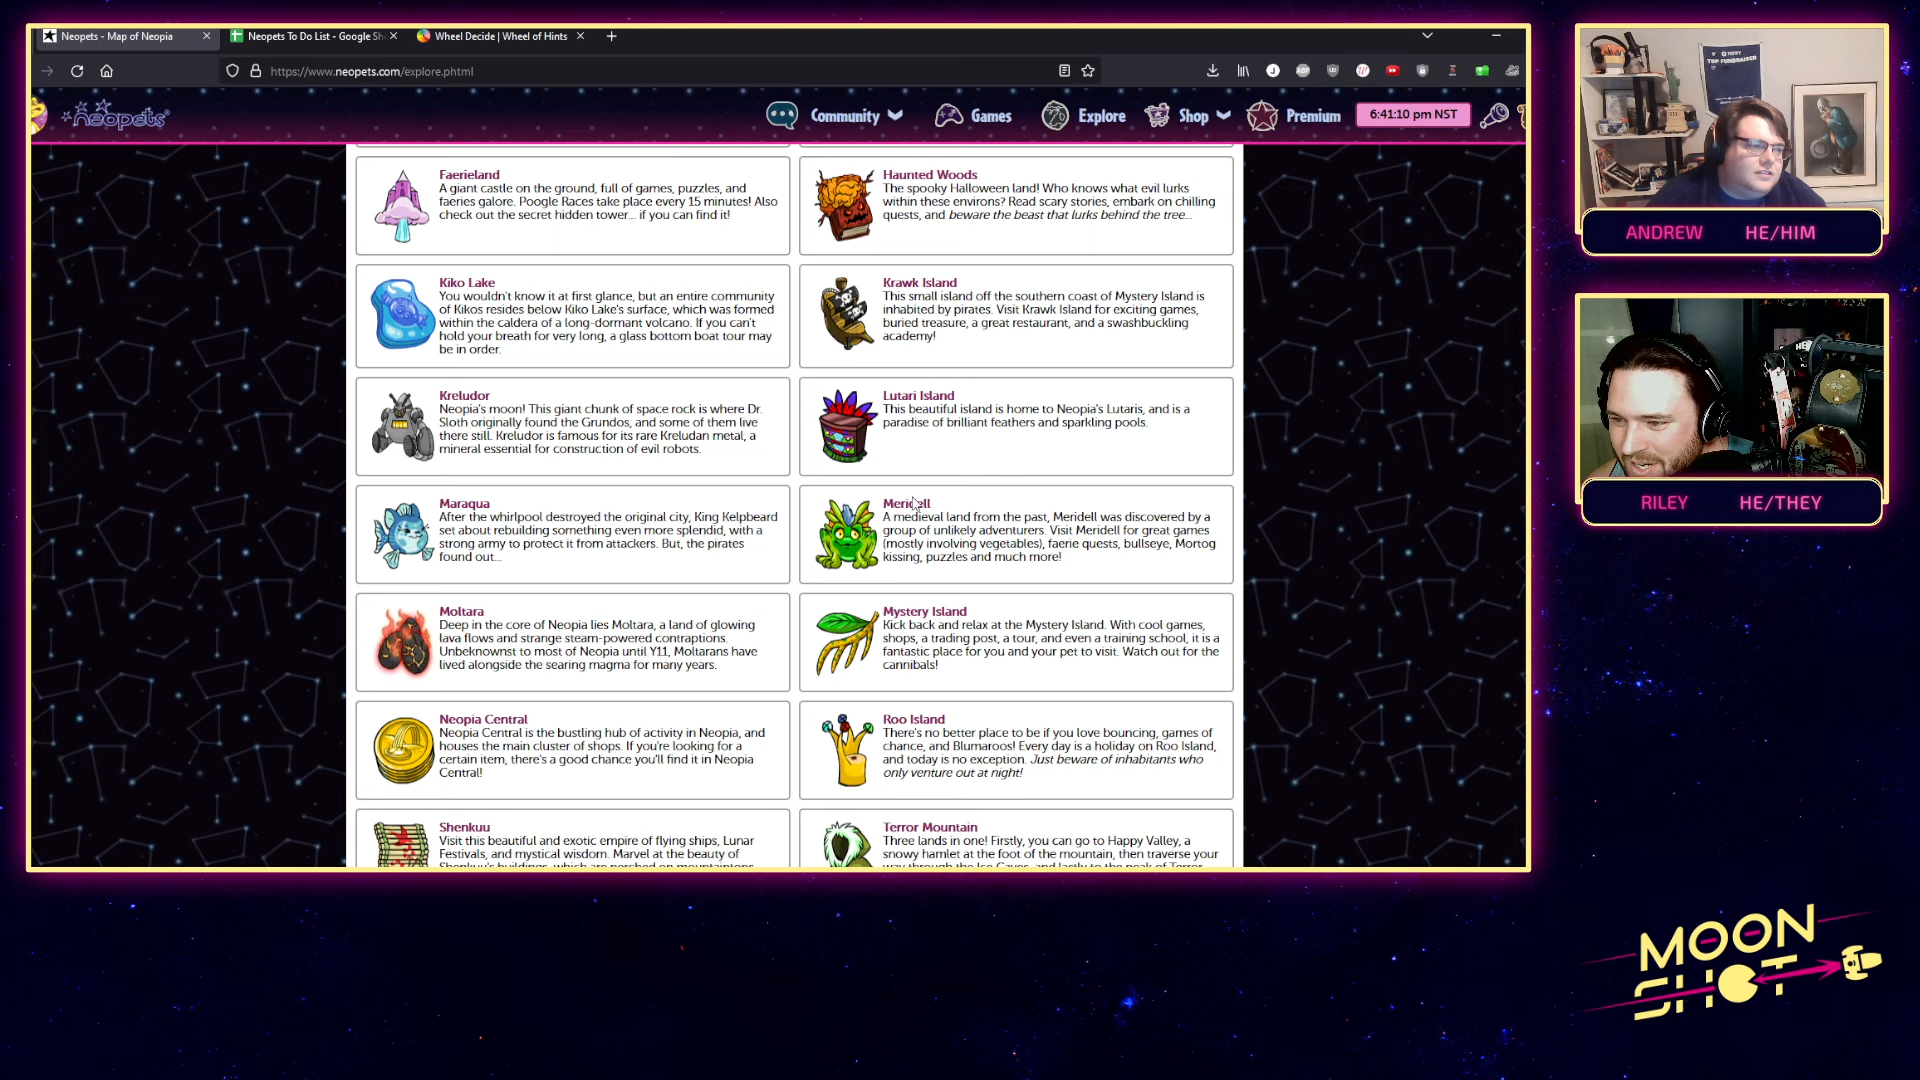 Neopets - Map of Neopia
Neopets To Do List - Google Sh
Wheel Decide | Wheel of Hints
https://www.neopets.com/explore.phtml
neopets
Community
Games
Explore
Shop
Premium
6:41:10 pm NST
Faerieland
A giant castle on the ground, full of games, puzzles, and
faeries galore. Poogle Races take place every 15 minutes! Also
check out the secret hidden tower... if you can find it!
Haunted Woods
The spooky Halloween land! Who knows what evil lurks
within these environs? Read scary stories, embark on chilling
quests, and beware the beast that lurks behind the tree...
Kiko Lake
You wouldn't know it at first glance, but an entire community
of Kikos resides below Kiko Lake's surface, which was formed
within the caldera of a long-dormant volcano. If you can't
hold your breath for very long, a glass bottom boat tour may
be in order.
Krawk Island
This small island off the southern coast of Mystery Island is
inhabited by pirates. Visit Krawk Island for exciting games,
buried treasure, a great restaurant, and a swashbuckling
academy!
Kreludor
Neopia's moon! This giant chunk of space rock is where Dr.
Sloth originally found the Grundos, and some of them live
there still. Kreludor is famous for its rare Kreludan metal, a
mineral essential for construction of evil robots.
Lutari Island
This beautiful island is home to Neopia's Lutaris, and is a
paradise of brilliant feathers and sparkling pools.
Maraqua
After the whirlpool destroyed the original city, King Kelpbeard
set about rebuilding something even more splendid, with a
strong army to protect it from attackers. But, the pirates
found out...
Meridell
A medieval land from the past, Meridell was discovered by a
group of unlikely adventurers. Visit Meridell for great games
(mostly involving vegetables), faerie quests, bullseye, Mortog
kissing, puzzles and much more!
Moltara
Deep in the core of Neopia lies Moltara, a land of glowing
lava flows and strange steam-powered contraptions.
Unbeknownst to most of Neopia until Y11, Moltarans have
lived alongside the searing magma for many years.
Mystery Island
Kick back and relax at the Mystery Island. With cool games,
shops, a trading post, a tour, and even a training school, it is a
fantastic place for you and your pet to visit. Watch out for the
cannibals!
Neopia Central
Neopia Central is the bustling hub of activity in Neopia, and
houses the main cluster of shops. If you're looking for a
certain item, there's a good chance you'll find it in Neopia
Central!
Roo Island
There's no better place to be if you love bouncing, games of
chance, and Blumaroos! Every day is a holiday on Roo Island,
and today is no exception. Just beware of inhabitants who
only venture out at night!
Shenkuu
Visit this beautiful and exotic empire of flying ships, Lunar
Festivals, and mystical wisdom. Marvel at the beauty of
Shenkuu's buildings, which are perched on mountaintops
Terror Mountain
Three lands in one! Firstly, you can go to Happy Valley, a
snowy hamlet at the foot of the mountain, then traverse your
way through the Ice Caves, and lastly to the peak of Terror
TOP FUNDRAISER
ANDREW HE/HIM
RILEY HE/THEY
MOON
SHOT